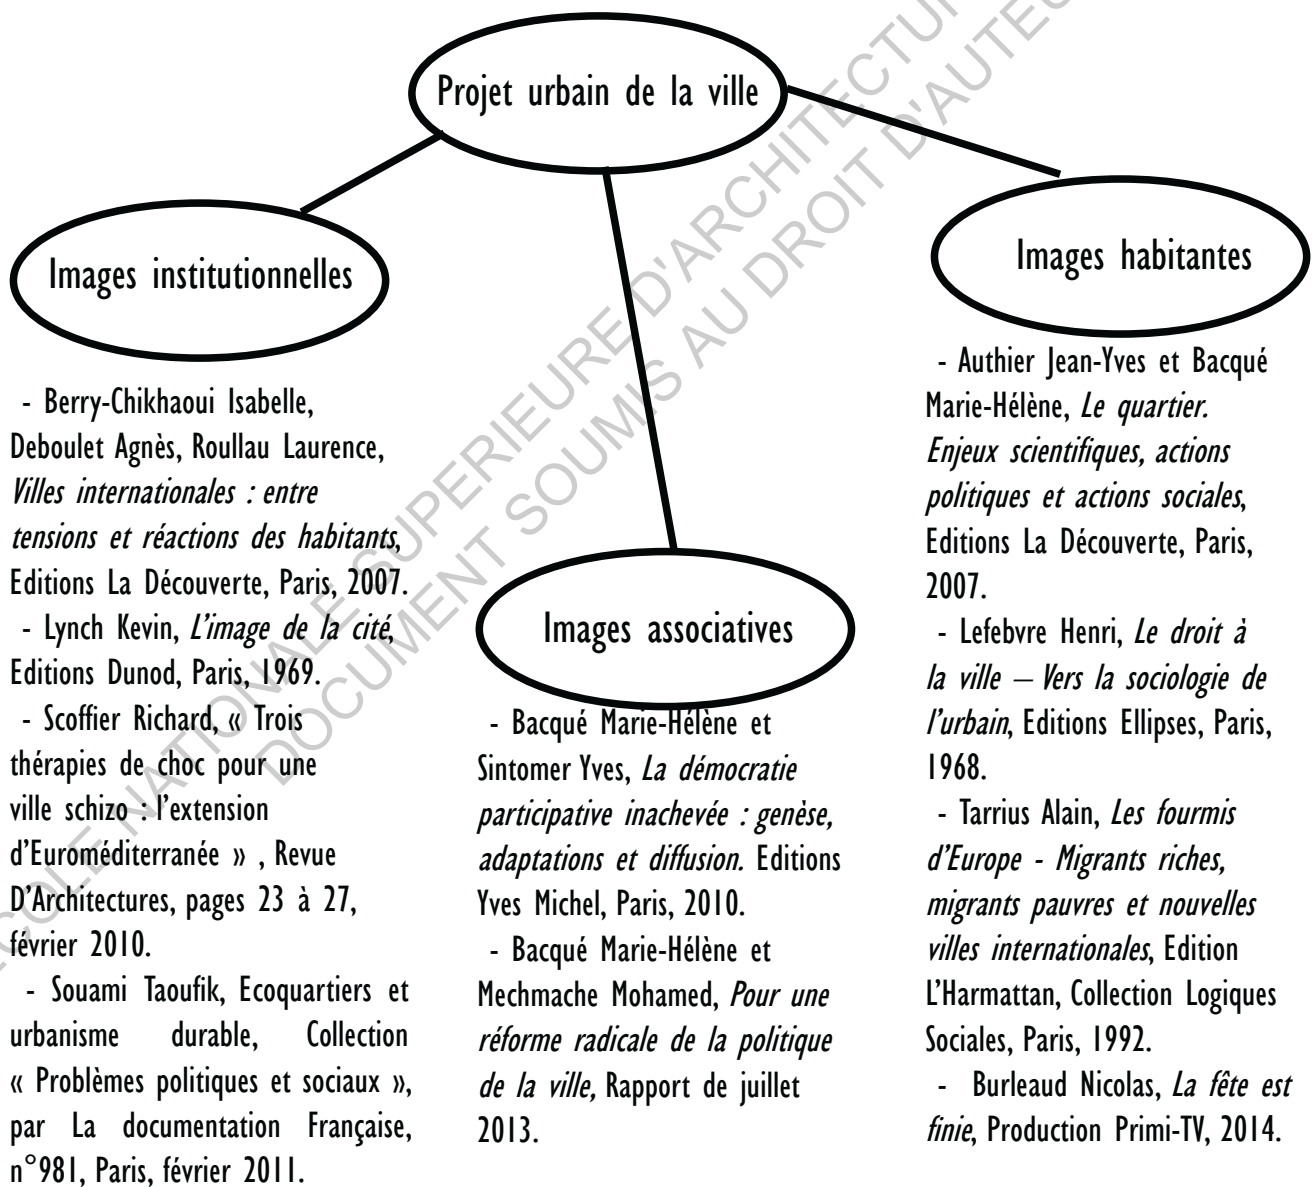 Projet urbain de la ville
Images institutionnelles
- Berry-Chikhaoui Isabelle,
Deboulet Agnès, Roullau Laurence,
Villes internationales : entre
tensions et réactions des habitants,
Editions La Découverte, Paris, 2007.
- Lynch Kevin, L'image de la cité,
Editions Dunod, Paris, 1969.
- Scoffier Richard, « Trois
thérapies de choc pour une
ville schizo : l'extension
d'Euroméditerranée » , Revue
D'Architectures, pages 23 à 27,
février 2010.
- Souami Taoufik, Ecoquartiers et
urbanisme durable, Collection
« Problèmes politiques et sociaux »,
par La documentation Française,
n°981, Paris, février 2011.
Images associatives
- Bacqué Marie-Hélène et
Sintomer Yves, La démocratie
participative inachevée : genèse,
adaptations et diffusion. Editions
Yves Michel, Paris, 2010.
- Bacqué Marie-Hélène et
Mechmache Mohamed, Pour une
réforme radicale de la politique
de la ville, Rapport de juillet
2013.
Images habitantes
- Authier Jean-Yves et Bacqué
Marie-Hélène, Le quartier.
Enjeux scientifiques, actions
politiques et actions sociales,
Editions La Découverte, Paris,
2007.
- Lefebvre Henri, Le droit à
la ville – Vers la sociologie de
l'urbain, Editions Ellipses, Paris,
1968.
- Tarrius Alain, Les fourmis
d'Europe - Migrants riches,
migrants pauvres et nouvelles
villes internationales, Edition
L'Harmattan, Collection Logiques
Sociales, Paris, 1992.
- Burleaud Nicolas, La fête est
finie, Production Primi-TV, 2014.
ECOLE NATIONALE SUPERIEURE D'ARCHITECTU
DOCUMENT SOUMIS AU DROIT D'AUTEU